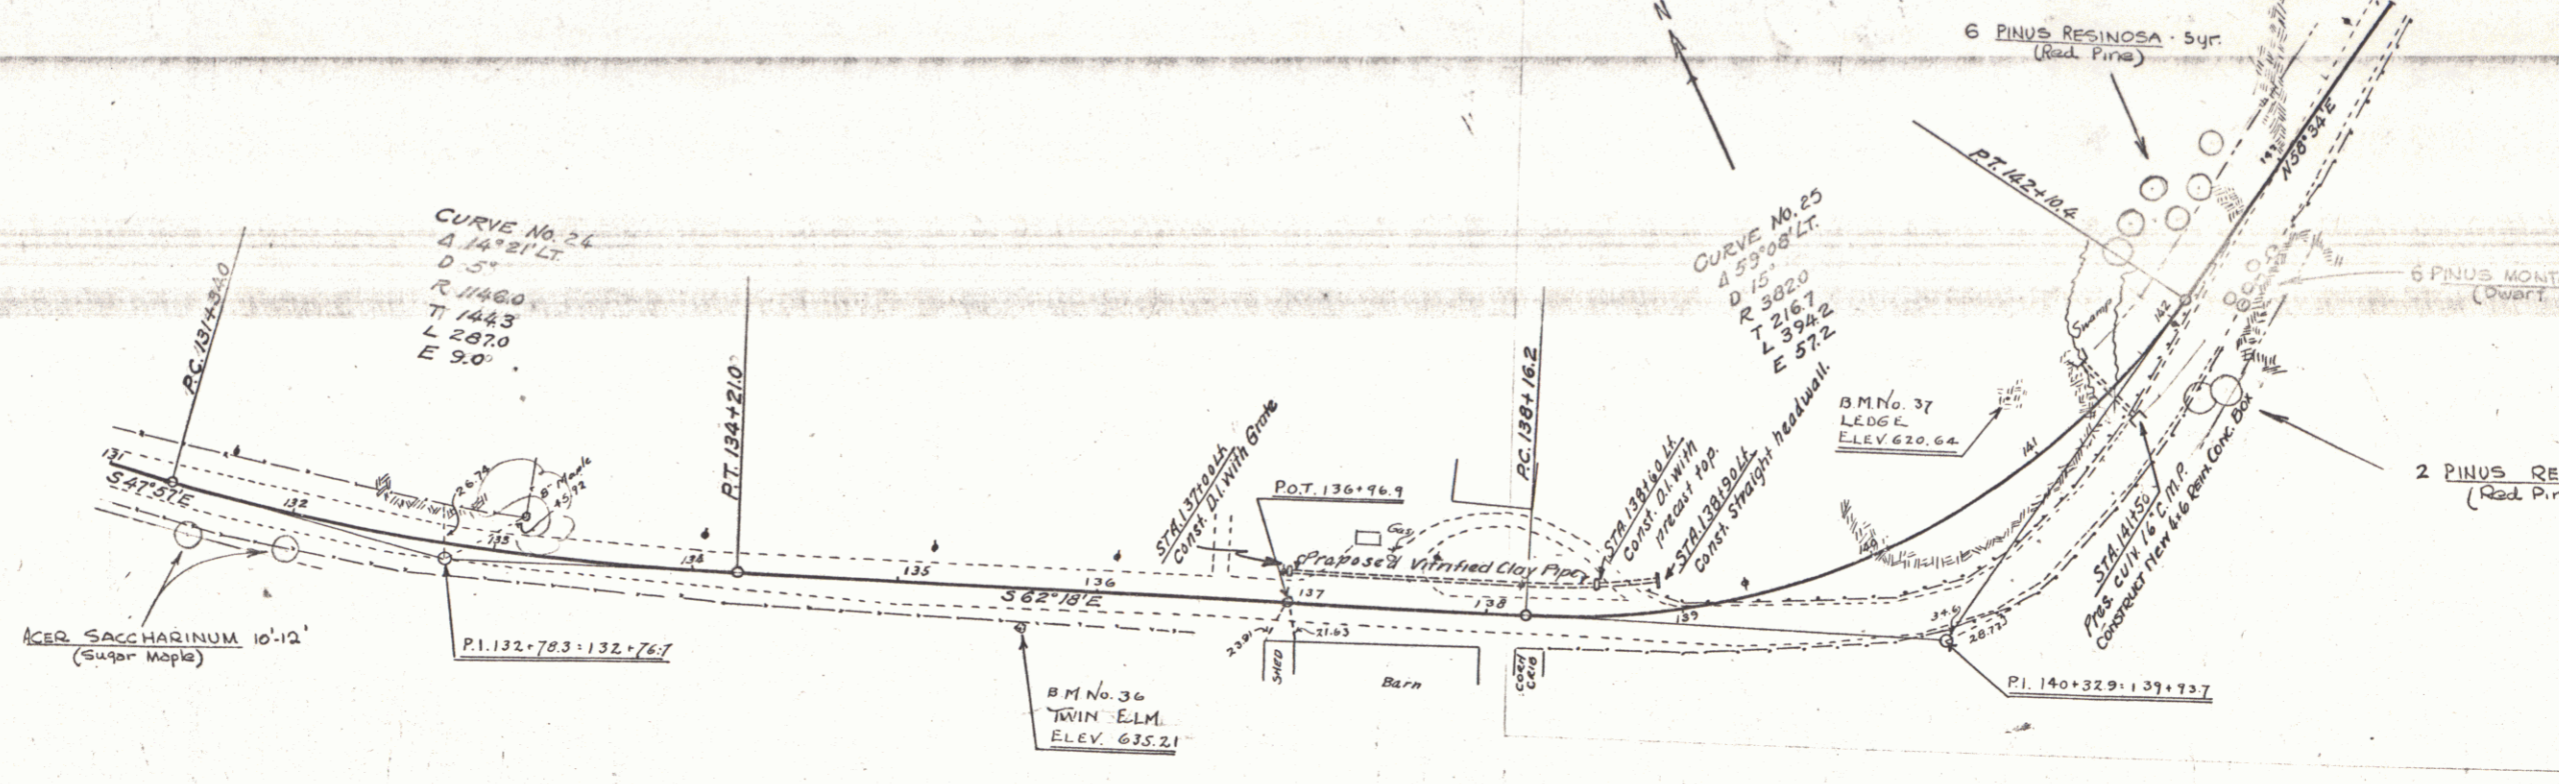 N
6 PINUS RESINOSA - 5yr.
(Red Pine)
P.T. 142+10.4
N58°34'E
143
6 PINUS MONT
(Dwarf
CURVE No. 24
Δ 14°21' LT.
D 5°
R 1146.0
T 144.3
L 287.0
E 9.0
P.C. 131+34.0
P.T. 134+21.0
CURVE No. 25
Δ 59°08' LT.
D 15°
R 382.0
T 216.7
L 394.2
E 57.2
P.C. 138+16.2
B.M. No. 37
LEDGE
ELEV. 620.64
Swamp
142
141
2 PINUS RE
(Red Pin
131
S 47°57'E
132
26.74
8" Maple
45.92
133
134
135
136
S 62°18'E
STA. 137+00 Lt.
Const. D.I. With Grate
P.O.T. 136+96.9
Gas
Proposed Vitrified Clay Pipe
STA. 138+60 Lt.
Const. D.I. with
precast top.
STA. 138+90 Lt.
Const. Straight headwall.
137
138
139
140
STA. 141+50
Pres. culv. 16" C.M.P.
CONSTRUCT New 4x6 Reinf. Conc. Box
34.6
28.72
23.91
21.63
SHED
Barn
CORN
CRIB
ACER SACCHARINUM 10'-12'
(Sugar Maple)
P.I. 132+78.3=132+76.7
B.M No. 36
TWIN ELM
ELEV. 635.21
P.I. 140+32.9=139+93.7